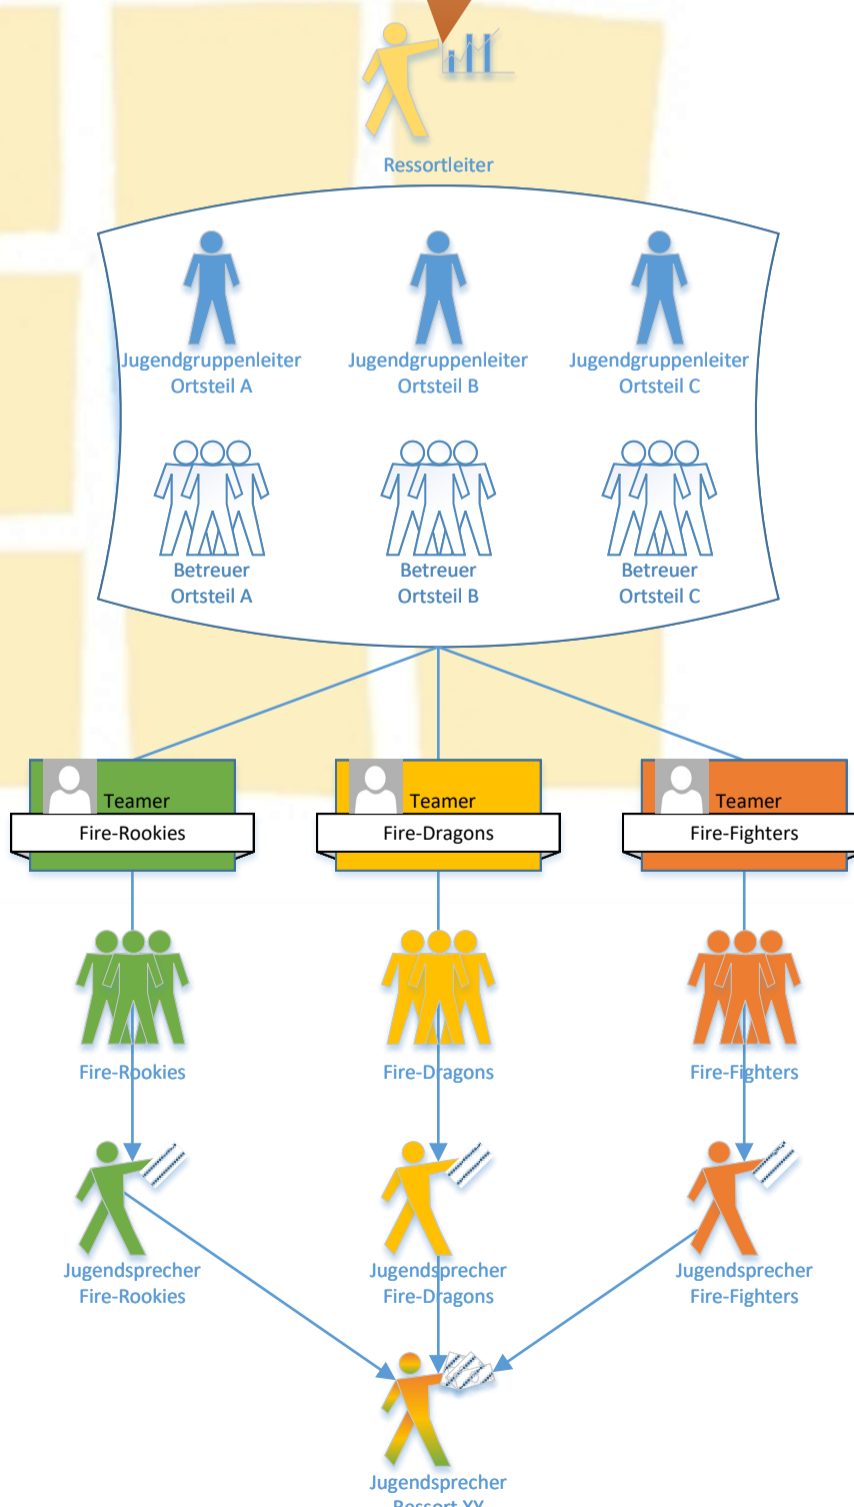 Ressortleiter
Jugendgruppenleiter
Ortsteil A
Jugendgruppenleiter
Ortsteil B
Jugendgruppenleiter
Ortsteil C
Betreuer
Ortsteil A
Betreuer
Ortsteil B
Betreuer
Ortsteil C
Teamer
Fire-Rookies
Teamer
Fire-Dragons
Teamer
Fire-Fighters
Fire-Rookies
Fire-Dragons
Fire-Fighters
Jugendsprecher
Fire-Rookies
Jugendsprecher
Fire-Dragons
Jugendsprecher
Fire-Fighters
Jugendsprecher
Ressort XY